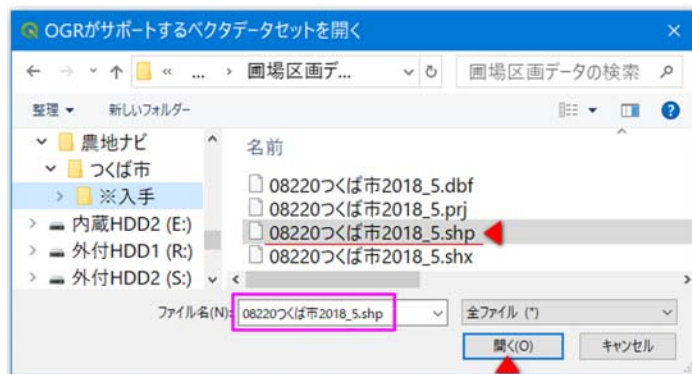 OGRがサポートするベクタデータセットを開く
« ... › 圃場区画デ... 圃場区画データの検索
整理 新しいフォルダー
農地ナビ
つくば市
※入手
内蔵HDD2 (E:)
外付HDD1 (R:)
外付HDD2 (S:)
名前
08220つくば市2018_5.dbf
08220つくば市2018_5.prj
08220つくば市2018_5.shp
08220つくば市2018_5.shx
ファイル名(N): 08220つくば市2018_5.shp 全ファイル (*)
開く(O) キャンセル